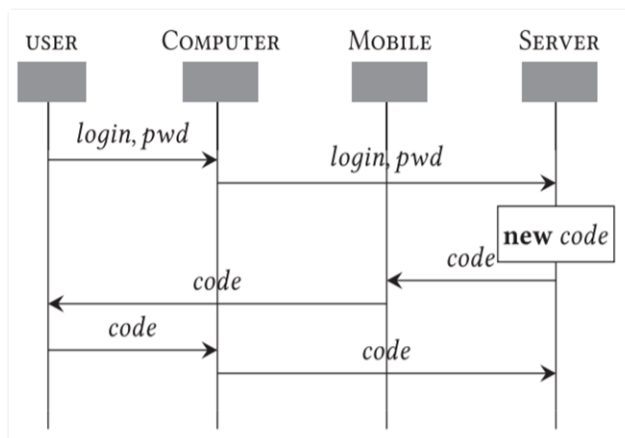 USER COMPUTER MOBILE SERVER
login, pwd
login, pwd
new code
code
code
code
code